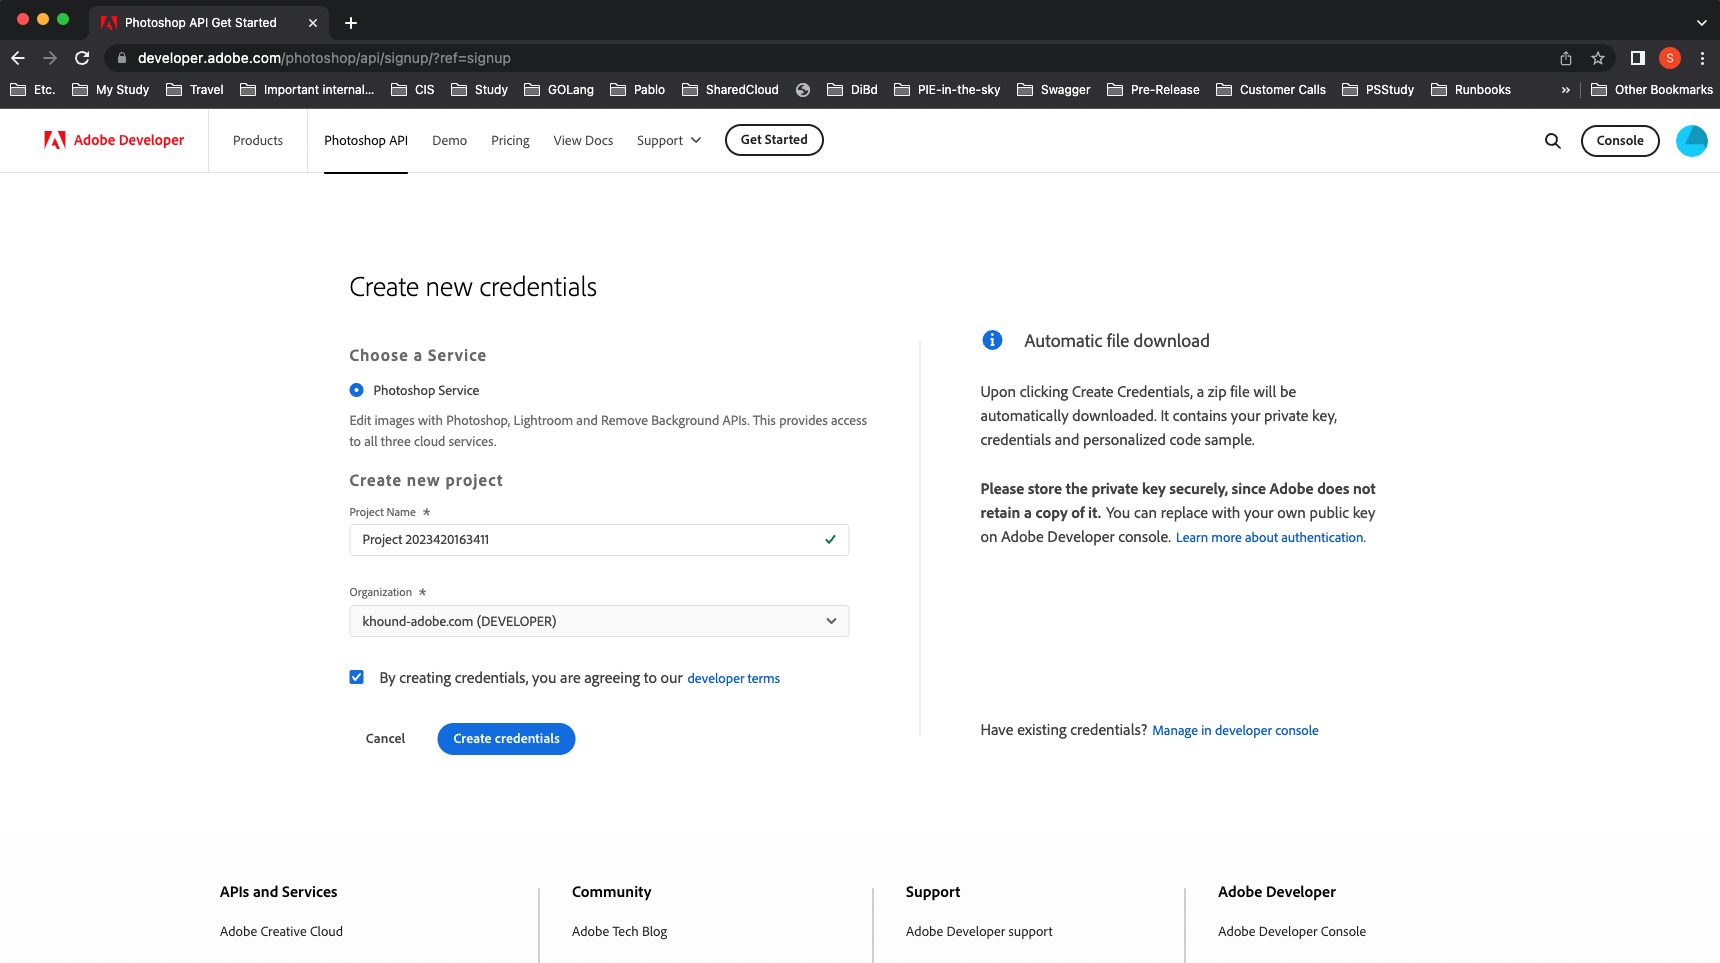 Photoshop API Get Started
developer.adobe.com/photoshop/api/signup/?ref=signup
S
Etc. My Study Travel Important internal... CIS Study GOLang Pablo SharedCloud DiBd PIE-in-the-sky Swagger Pre-Release Customer Calls PSStudy Runbooks » Other Bookmarks
Adobe Developer Products Photoshop API Demo Pricing View Docs Support Get Started Console
Create new credentials
Choose a Service
Photoshop Service
Edit images with Photoshop, Lightroom and Remove Background APIs. This provides access
to all three cloud services.
Create new project
Project Name *
Project 2023420163411
Organization *
khound-adobe.com (DEVELOPER)
By creating credentials, you are agreeing to our developer terms
Cancel Create credentials
Automatic file download
Upon clicking Create Credentials, a zip file will be
automatically downloaded. It contains your private key,
credentials and personalized code sample.
Please store the private key securely, since Adobe does not
retain a copy of it. You can replace with your own public key
on Adobe Developer console. Learn more about authentication.
Have existing credentials? Manage in developer console
APIs and Services
Adobe Creative Cloud
Community
Adobe Tech Blog
Support
Adobe Developer support
Adobe Developer
Adobe Developer Console